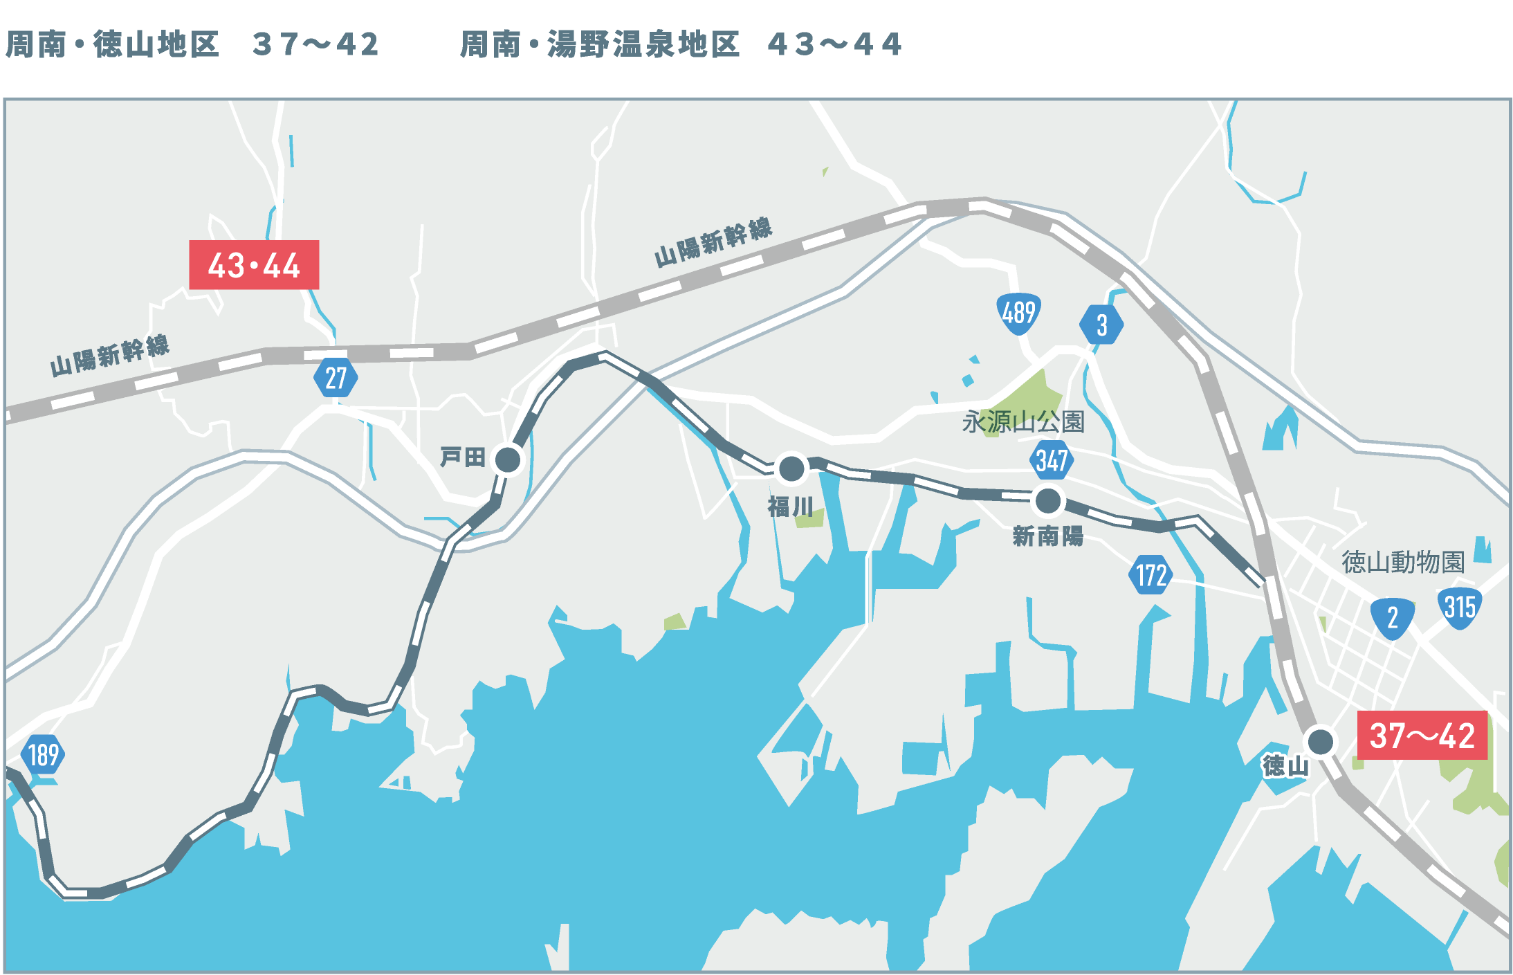 周南・徳山地区　３７〜４２　　周南・湯野温泉地区　４３〜４４
山陽新幹線
43・44
489
3
山陽新幹線
27
永源山公園
戸田
347
福川
新南陽
徳山動物園
172
2
315
37〜42
189
徳山